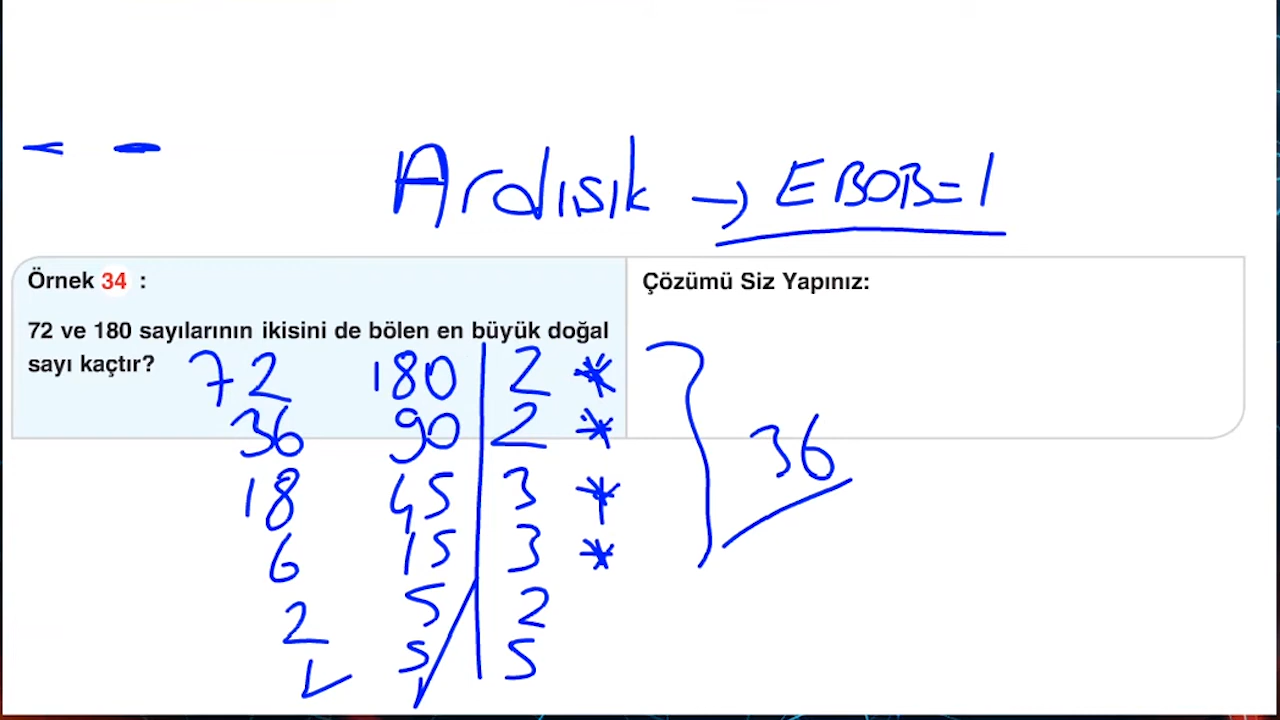 Ardısık → EBOB=1
Örnek 34 :
Çözümü Siz Yapınız:
72 ve 180 sayılarının ikisini de bölen en büyük doğal
sayı kaçtır?
72 180 2 *
36 90 2 *
18 45 3 *
6 15 3 *
2 5 2
1 5 5
1
36